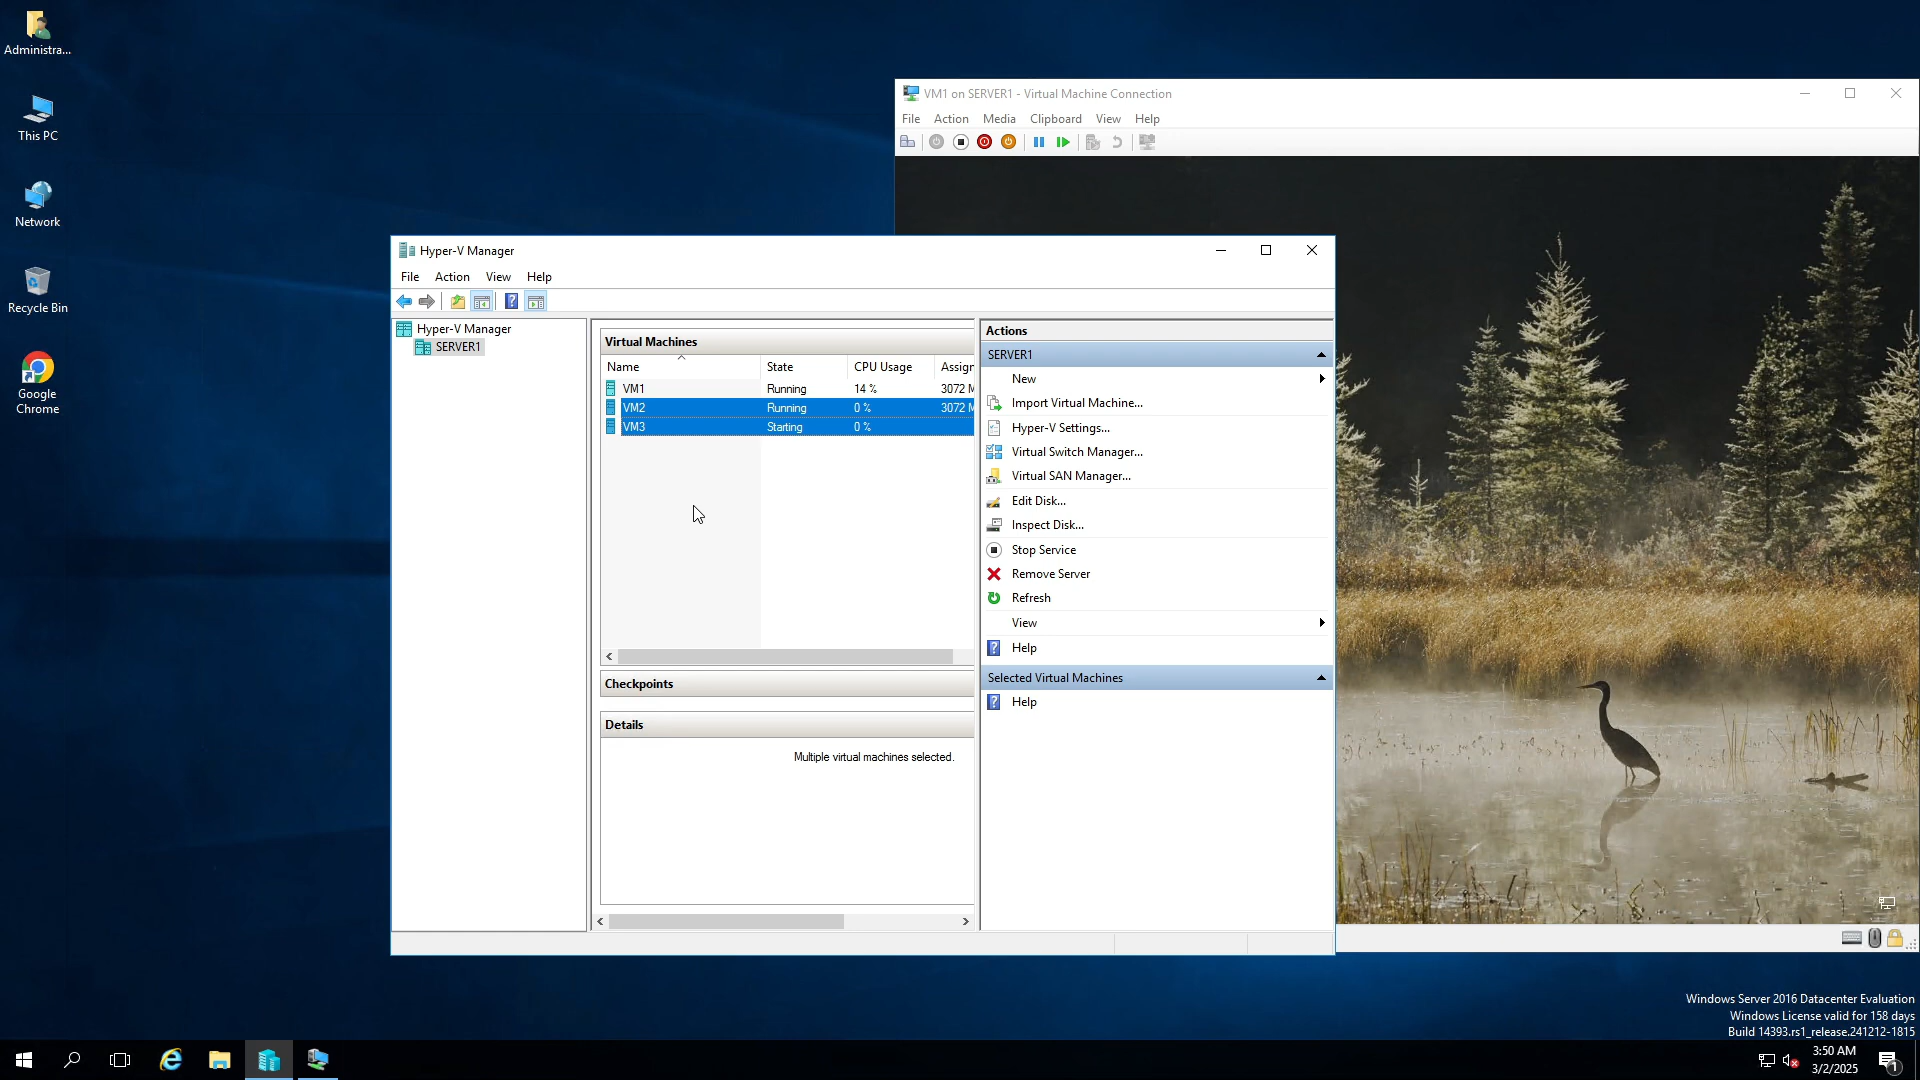 Administra...
This PC
Network
Recycle Bin
Google
Chrome
VM1 on SERVER1 - Virtual Machine Connection
File Action Media Clipboard View Help
Hyper-V Manager
File Action View Help
Hyper-V Manager
SERVER1
Virtual Machines
Name State CPU Usage Assign
VM1 Running 14 % 3072 M
VM2 Running 0 % 3072 M
VM3 Starting 0 %
Checkpoints
Details
Multiple virtual machines selected.
Actions
SERVER1
New
Import Virtual Machine...
Hyper-V Settings...
Virtual Switch Manager...
Virtual SAN Manager...
Edit Disk...
Inspect Disk...
Stop Service
Remove Server
Refresh
View
Help
Selected Virtual Machines
Help
Windows Server 2016 Datacenter Evaluation
Windows License valid for 158 days
Build 14393.rs1_release.241212-1815
3:50 AM
3/2/2025
1